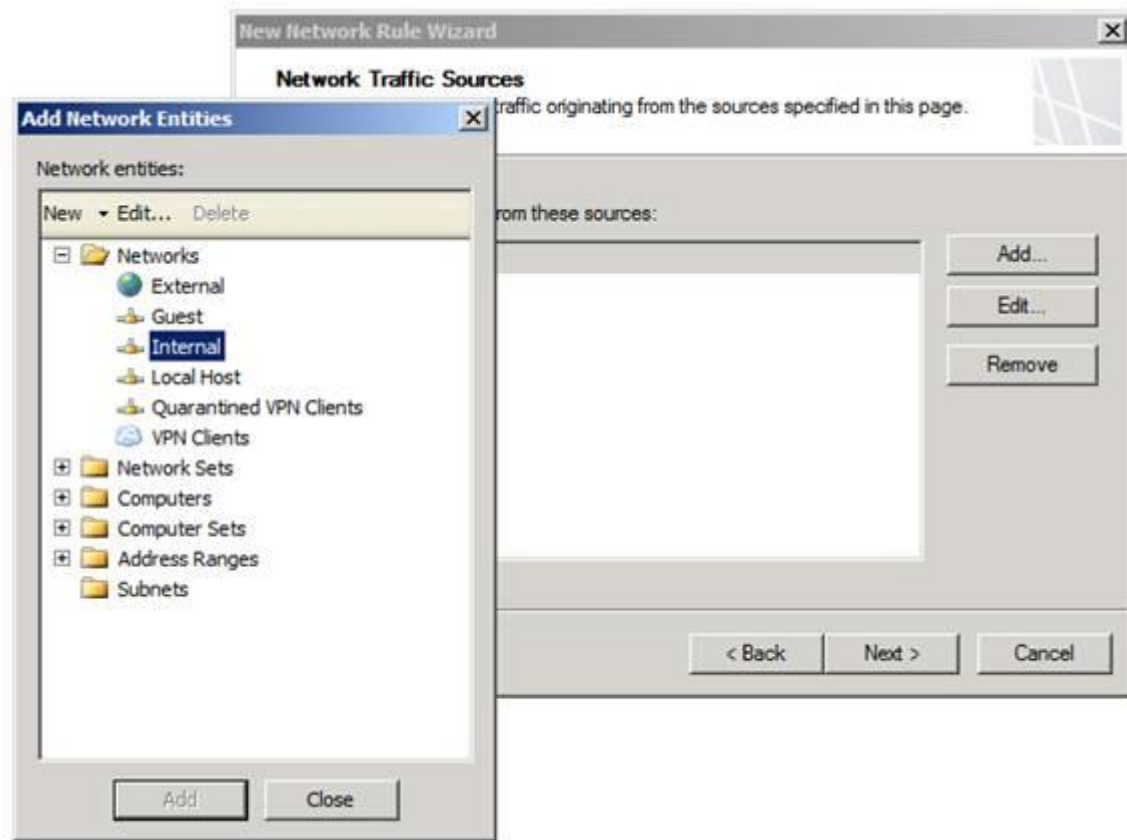 New Network Rule Wizard
Network Traffic Sources
traffic originating from the sources specified in this page.
Add Network Entities
Network entities:
New Edit... Delete
Networks
External
Guest
Internal
Local Host
Quarantined VPN Clients
VPN Clients
Network Sets
Computers
Computer Sets
Address Ranges
Subnets
Add
Close
from these sources:
Add...
Edit...
Remove
< Back
Next >
Cancel